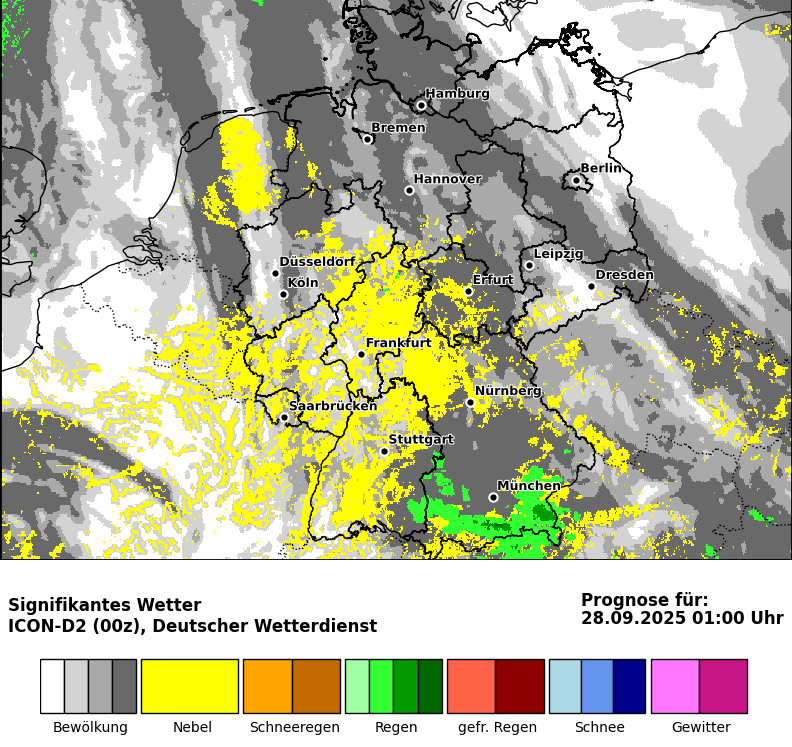 Hamburg
Bremen
Berlin
Hannover
Leipzig
Düsseldorf
Dresden
Erfurt
Köln
Frankfurt
Nürnberg
Saarbrücken
Stuttgart
München
Signifikantes Wetter
ICON-D2 (00z), Deutscher Wetterdienst
Prognose für:
28.09.2025 01:00 Uhr
Bewölkung Nebel Schneeregen Regen gefr. Regen Schnee Gewitter